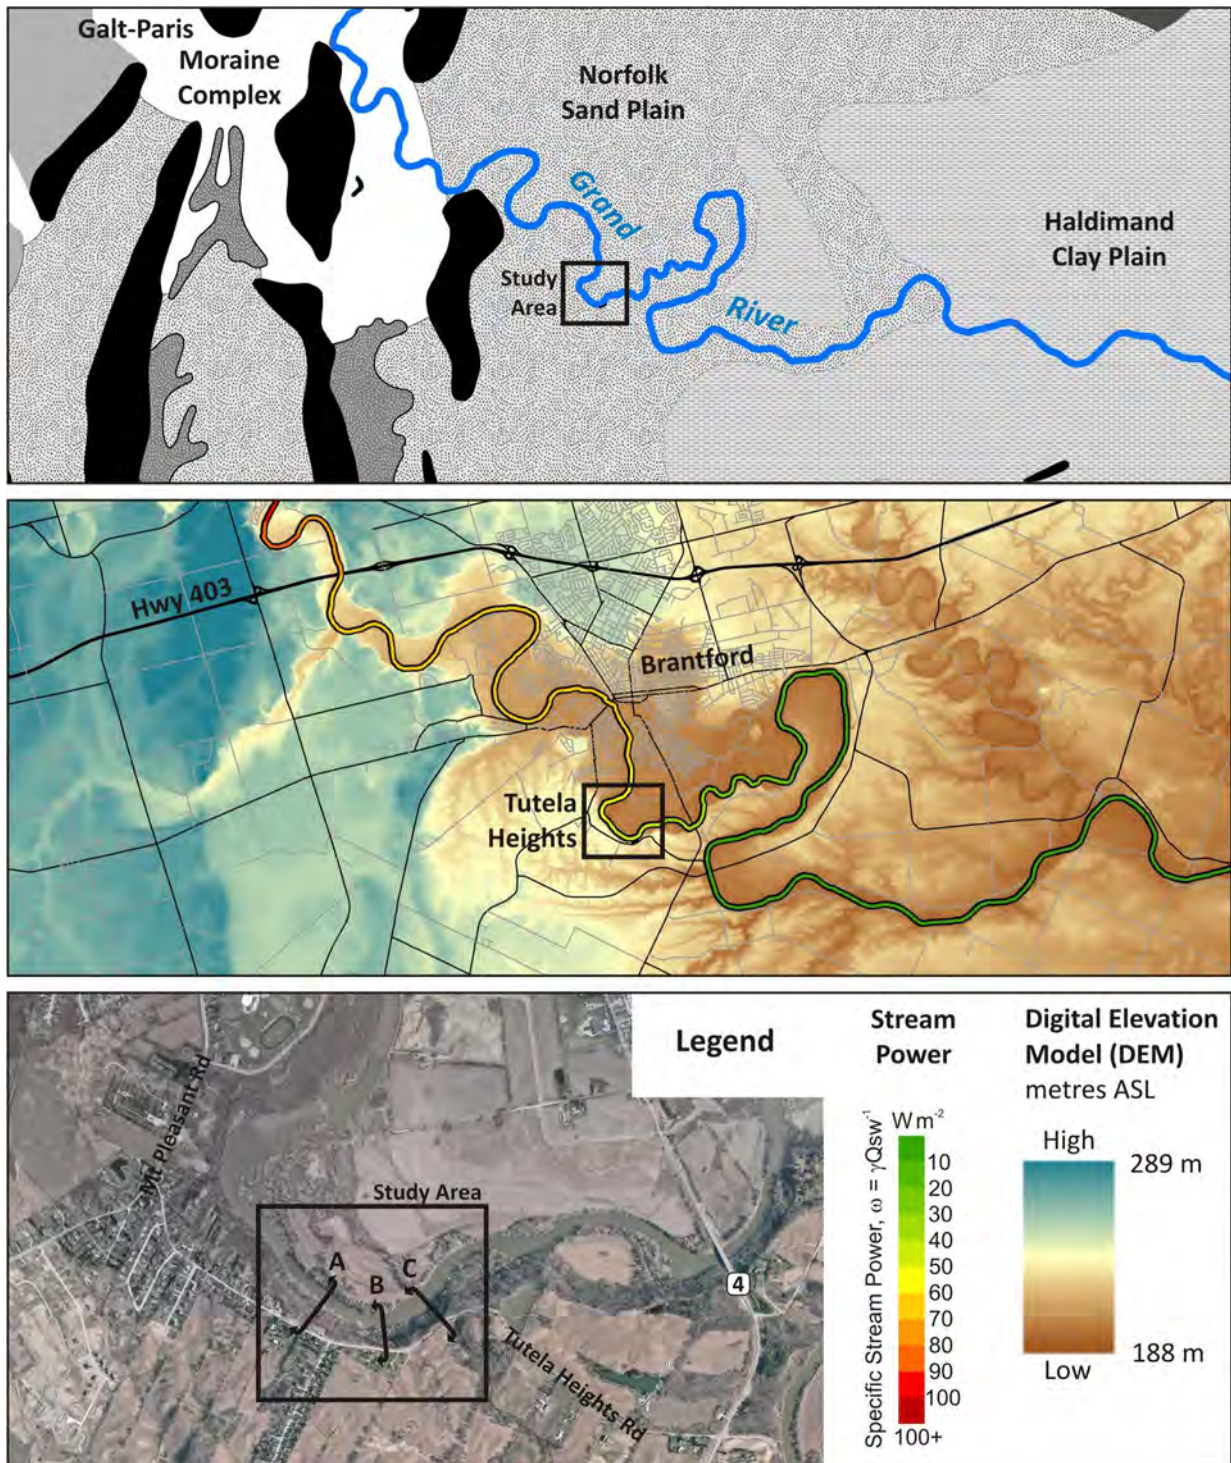 Galt-Paris
Moraine
Complex
Norfolk
Sand Plain
Grond
River
Haldimand
Clay Plain
Study
Area
Hwy 403
Brantford
Tutela
Heights
Mt Pleasant Rd
Study Area
A
B
C
4
Tutela Heights Rd
Legend
Stream
Power
W m-2
Specific Stream Power, ω = γQsw-1
10
20
30
40
50
60
70
80
90
100
100+
Digital Elevation
Model (DEM)
metres ASL
High
289 m
188 m
Low